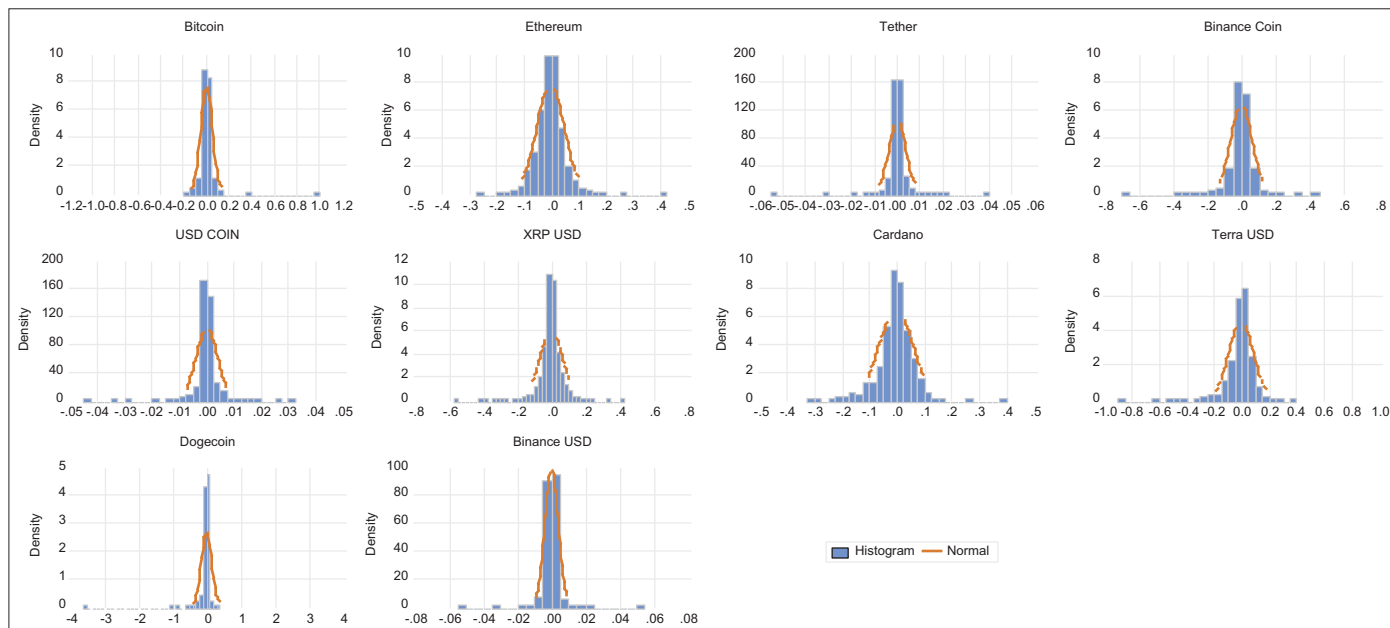 Bitcoin
Ethereum
Tether
Binance Coin
10
8
6
4
2
0
Density
-1.2 -1.0 -0.8 -0.6 -0.4 -0.2 0.0 0.2 0.4 0.6 0.8 1.0 1.2
10
8
6
4
2
0
Density
-.5 -.4 -.3 -.2 -.1 .0 .1 .2 .3 .4 .5
200
160
120
80
40
0
Density
-.06 -.05 -.04 -.03 -.02 -.01 .00 .01 .02 .03 .04 .05 .06
10
8
6
4
2
0
Density
-.8 -.6 -.4 -.2 .0 .2 .4 .6 .8
USD COIN
XRP USD
Cardano
Terra USD
200
160
120
80
40
0
Density
-.05 -.04 -.03 -.02 -.01 .00 .01 .02 .03 .04 .05
12
10
8
6
4
2
0
Density
-.8 -.6 -.4 -.2 .0 .2 .4 .6 .8
10
8
6
4
2
0
Density
-.5 -.4 -.3 -.2 -.1 .0 .1 .2 .3 .4 .5
8
6
4
2
0
Density
-1.0 -0.8 -0.6 -0.4 -0.2 0.0 0.2 0.4 0.6 0.8 1.0
Dogecoin
Binance USD
5
4
3
2
1
0
Density
-4 -3 -2 -1 0 1 2 3 4
100
80
60
40
20
0
Density
-.08 -.06 -.04 -.02 .00 .02 .04 .06 .08
Histogram Normal